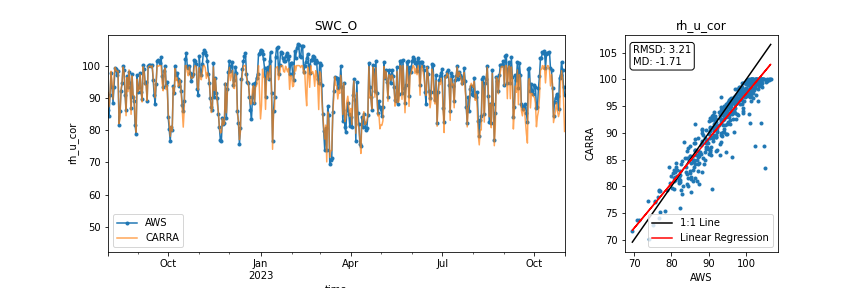 SWC_O
rh_u_cor
100
90
80
70
60
50
rh_u_cor
AWS
CARRA
Oct
Jan
2023
Apr
Jul
Oct
time
RMSD: 3.21
MD: -1.71
105
100
95
90
85
80
75
70
CARRA
1:1 Line
Linear Regression
70
80
90
100
AWS